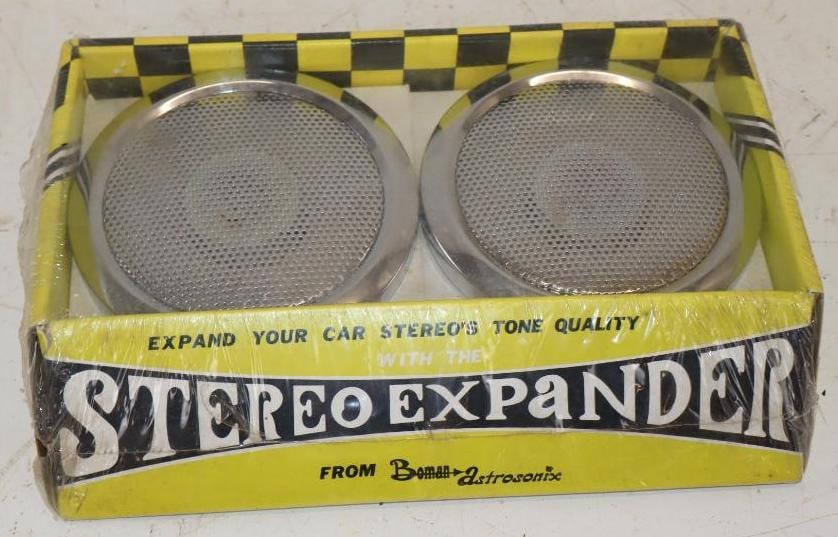 EXPAND YOUR CAR STEREO'S TONE QUALITY
WITH THE
STEREO EXPANDER
FROM Boman astrosonix